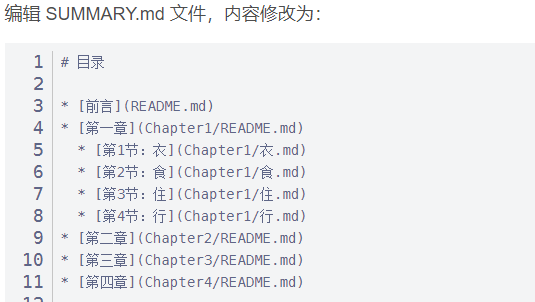 编辑 SUMMARY.md 文件，内容修改为：
1 # 目录
2
3 * [前言](README.md)
4 * [第一章](Chapter1/README.md)
5   * [第1节：衣](Chapter1/衣.md)
6   * [第2节：食](Chapter1/食.md)
7   * [第3节：住](Chapter1/住.md)
8   * [第4节：行](Chapter1/行.md)
9 * [第二章](Chapter2/README.md)
10 * [第三章](Chapter3/README.md)
11 * [第四章](Chapter4/README.md)